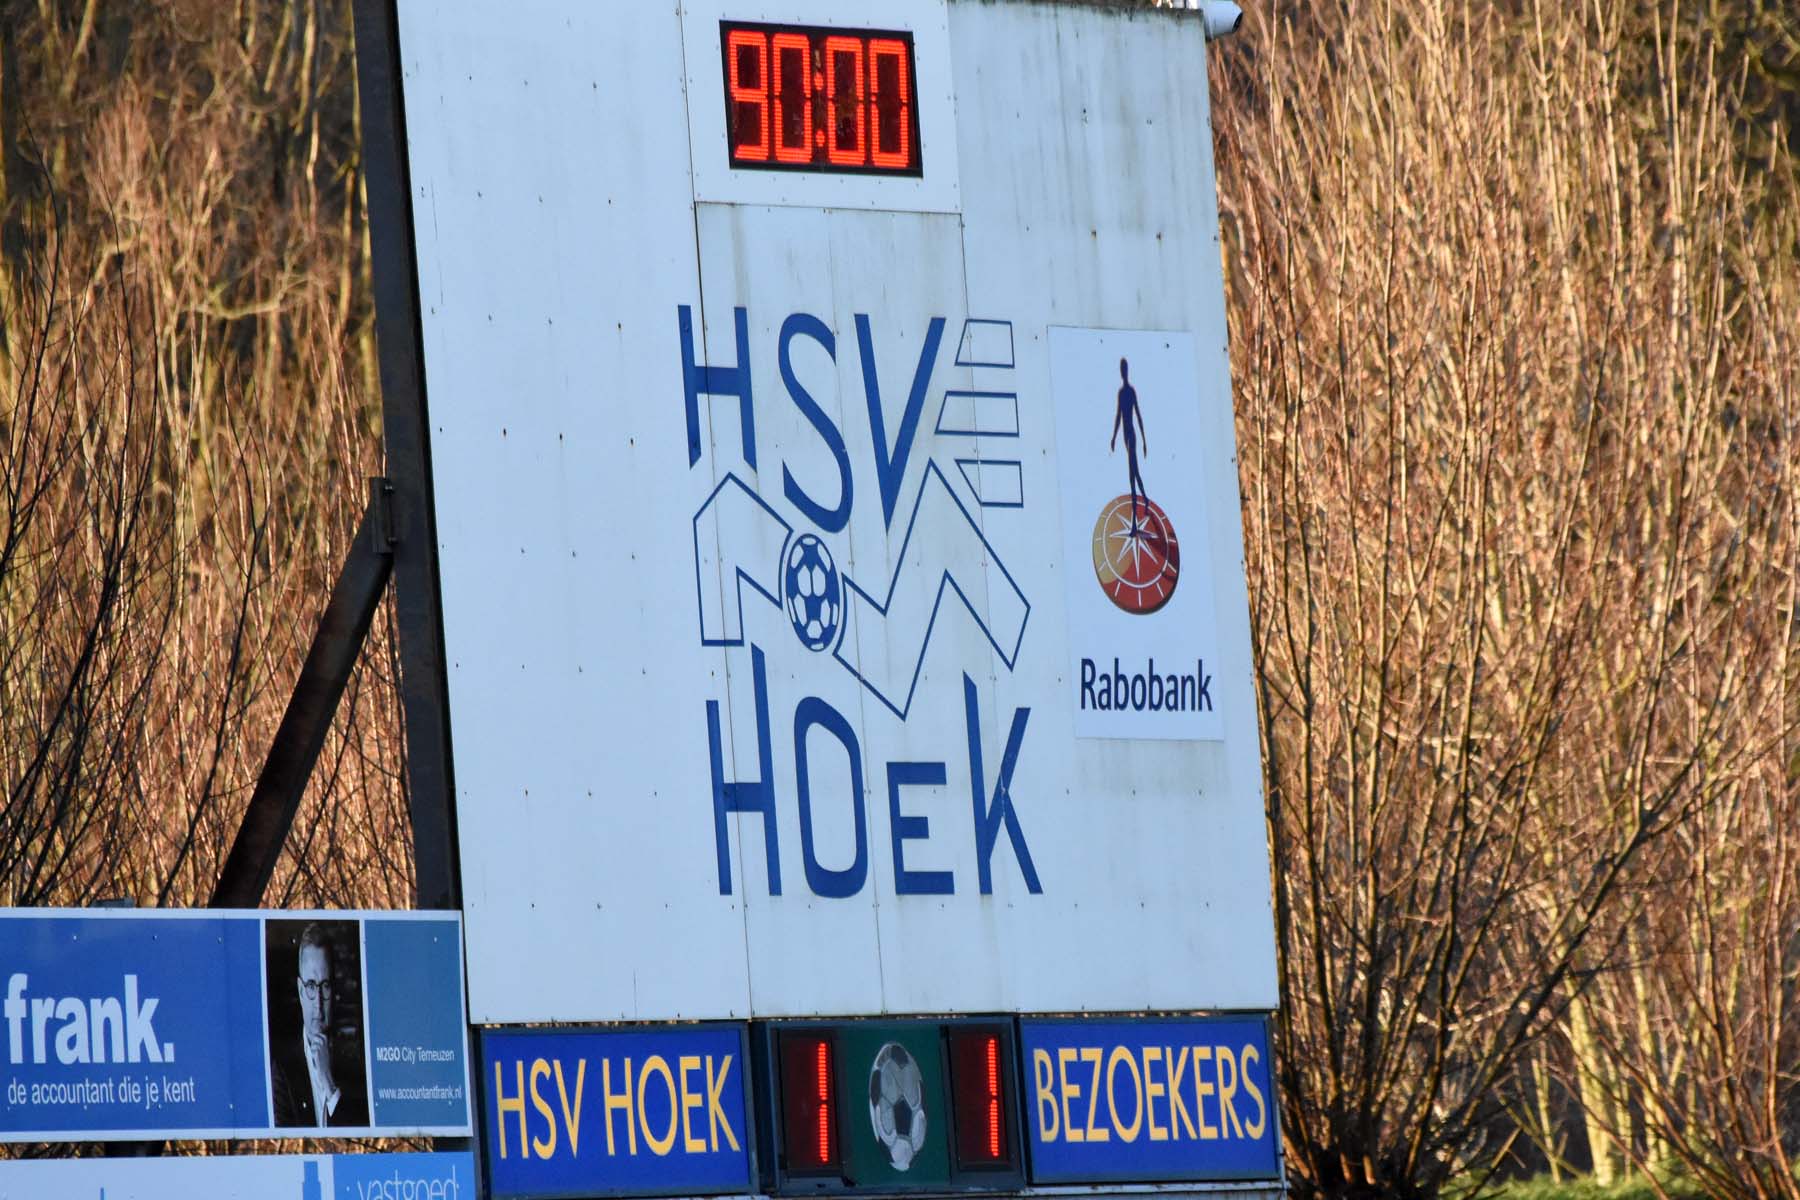 90:00
HSV
HOEK
Rabobank
frank.
de accountant die je kent
M2GO City Terneuzen
www.accountantfrank.nl
HSV HOEK
1
1
BEZOEKERS
vastgoed